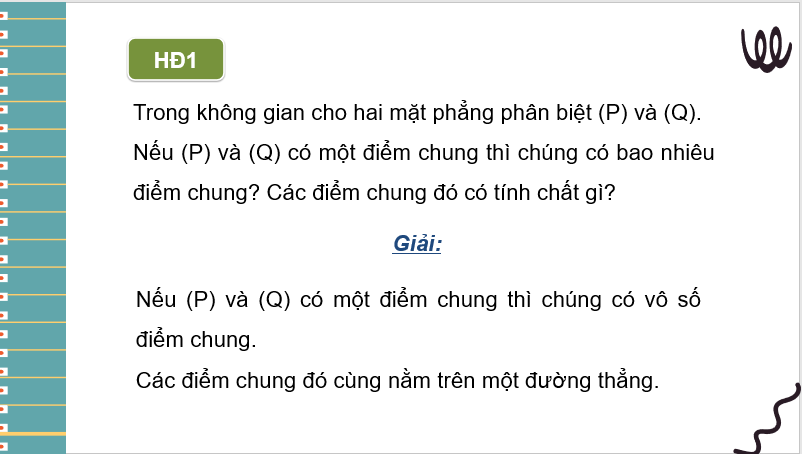 HĐ1
Trong không gian cho hai mặt phẳng phân biệt (P) và (Q).
Nếu (P) và (Q) có một điểm chung thì chúng có bao nhiêu
điểm chung? Các điểm chung đó có tính chất gì?
Giải:
Nếu (P) và (Q) có một điểm chung thì chúng có vô số
điểm chung.
Các điểm chung đó cùng nằm trên một đường thẳng.